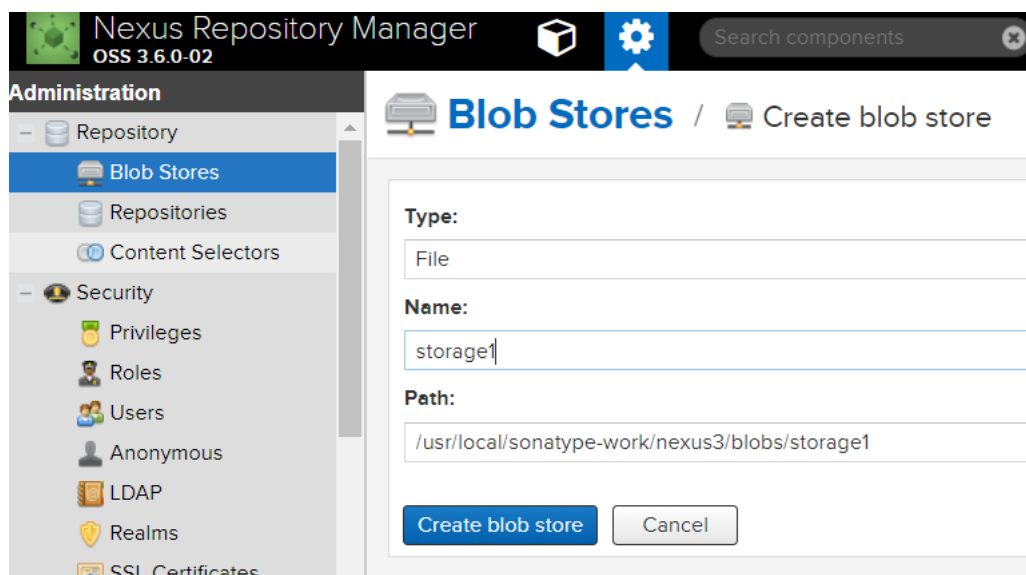 Nexus Repository Manager
OSS 3.6.0-02
Search components
Administration
Repository
Blob Stores
Repositories
Content Selectors
Security
Privileges
Roles
Users
Anonymous
LDAP
Realms
SSL Certificates
Blob Stores / Create blob store
Type:
File
Name:
storage1
Path:
/usr/local/sonatype-work/nexus3/blobs/storage1
Create blob store Cancel